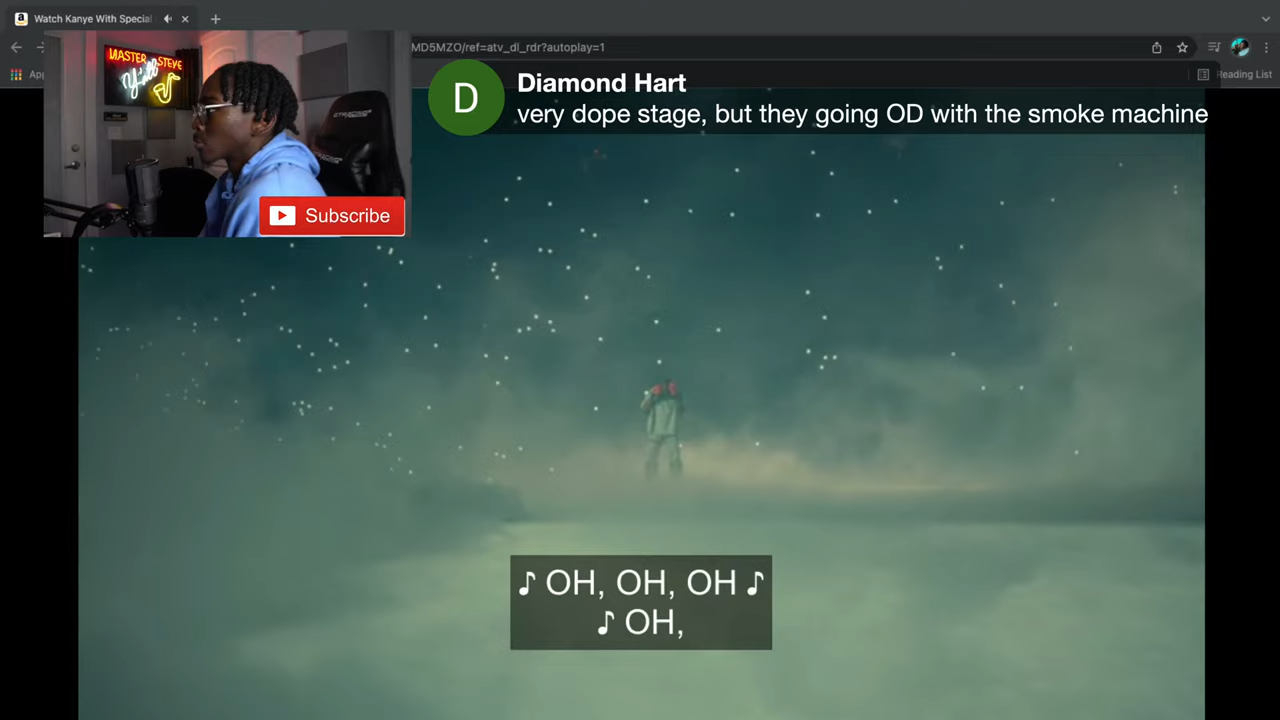 Watch Kanye With Special
MD5MZO/ref=atv_dl_rdr?autoplay=1
Reading List
MASTER STEVE
Y'all
Diamond Hart
D
very dope stage, but they going OD with the smoke machine
Subscribe
♪ OH, OH, OH ♪
♪ OH,